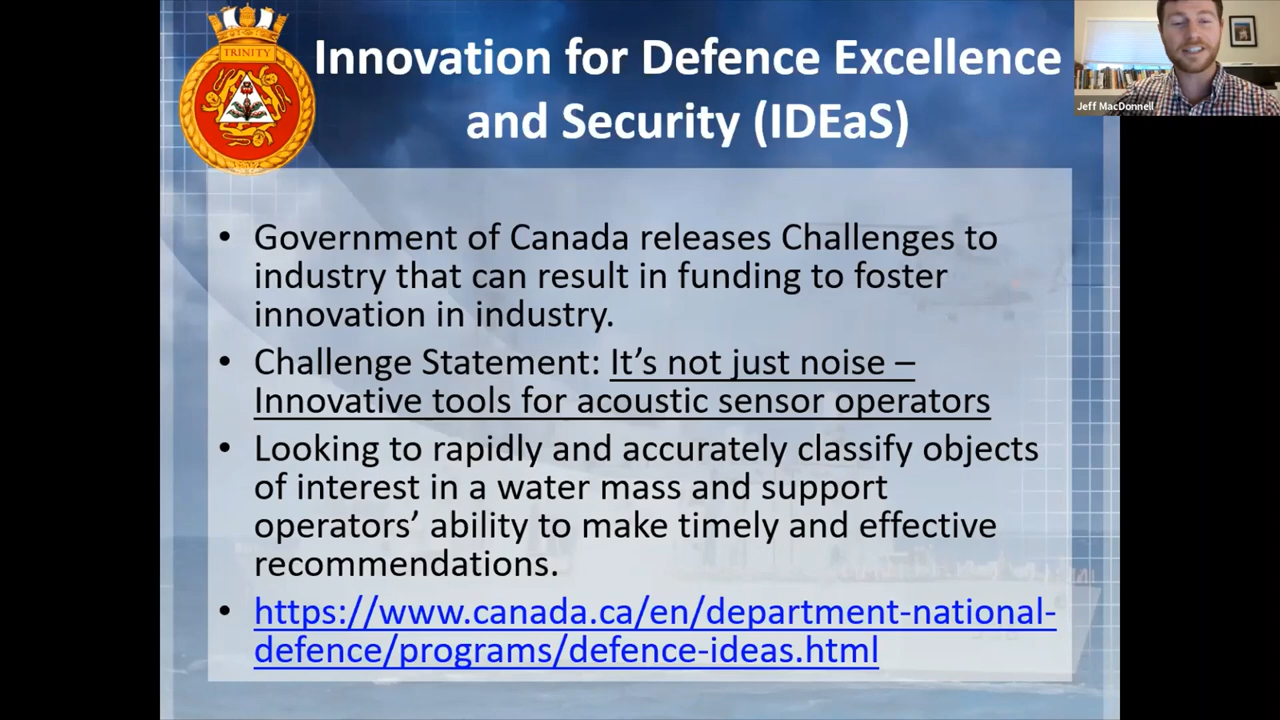 TRINITY
Innovation for Defence Excellence
and Security (IDEaS)
Jeff MacDonnell
• Government of Canada releases Challenges to
industry that can result in funding to foster
innovation in industry.
• Challenge Statement: It’s not just noise –
Innovative tools for acoustic sensor operators
• Looking to rapidly and accurately classify objects
of interest in a water mass and support
operators’ ability to make timely and effective
recommendations.
• https://www.canada.ca/en/department-national-
defence/programs/defence-ideas.html